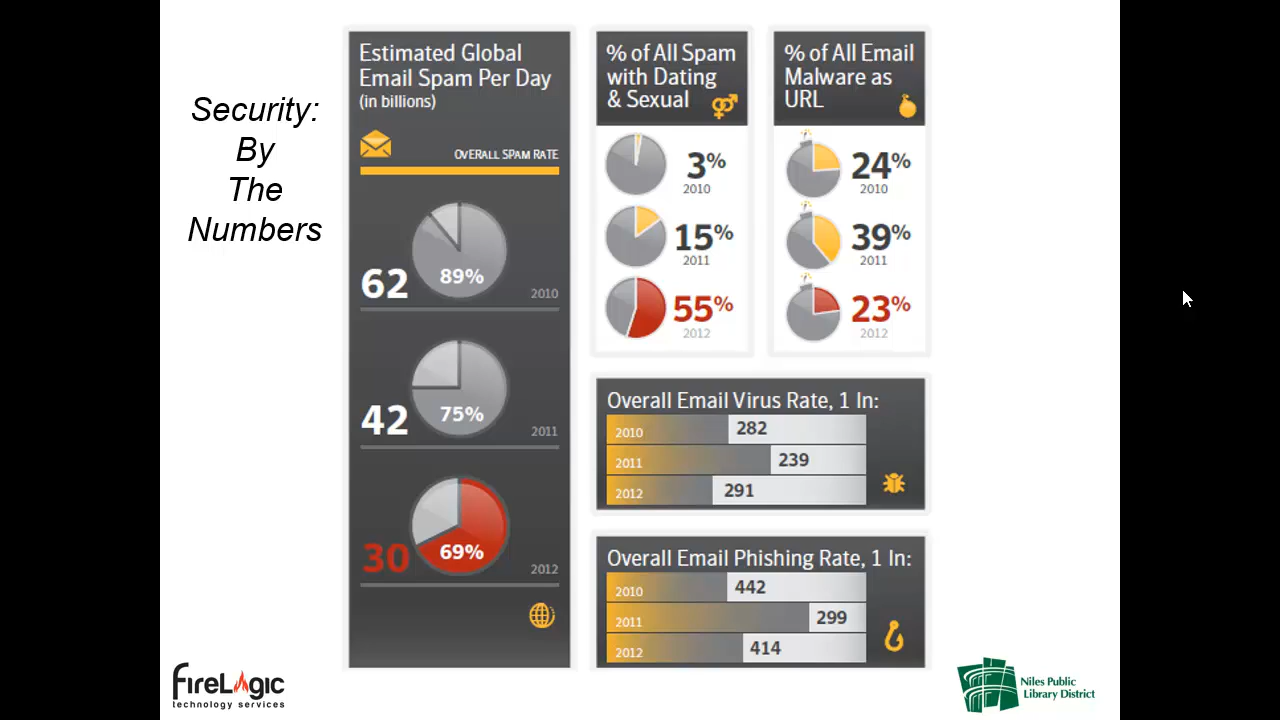 Security:
By
The
Numbers
Estimated Global
Email Spam Per Day
(in billions)
OVERALL SPAM RATE
89%
62
2010
75%
42
2011
69%
30
2012
% of All Spam
with Dating
& Sexual
3%
2010
15%
2011
55%
2012
% of All Email
Malware as
URL
24%
2010
39%
2011
23%
2012
Overall Email Virus Rate, 1 In:
2010 282
2011 239
2012 291
Overall Email Phishing Rate, 1 In:
2010 442
2011 299
2012 414
FireLogic
technology services
Niles Public
Library District